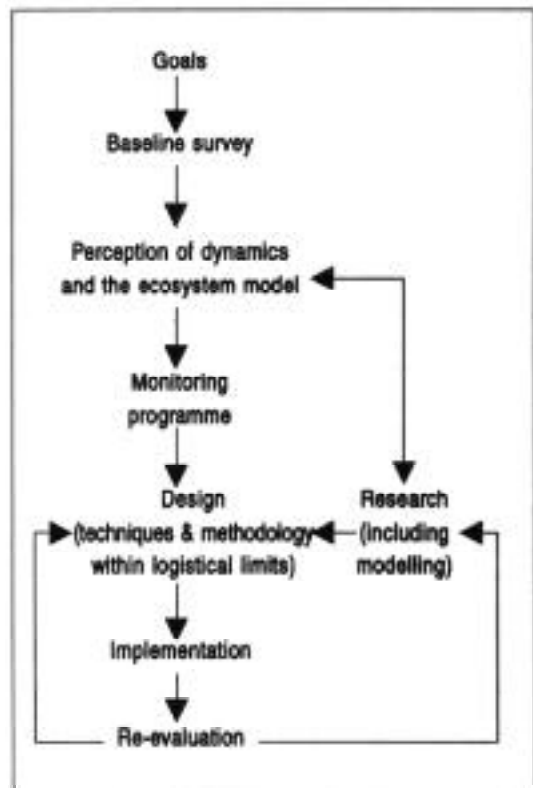 Goals
Baseline survey
Perception of dynamics
and the ecosystem model
Monitoring
programme
Design
(techniques & methodology
within logistical limits)
Research
(including
modelling)
Implementation
Re-evaluation